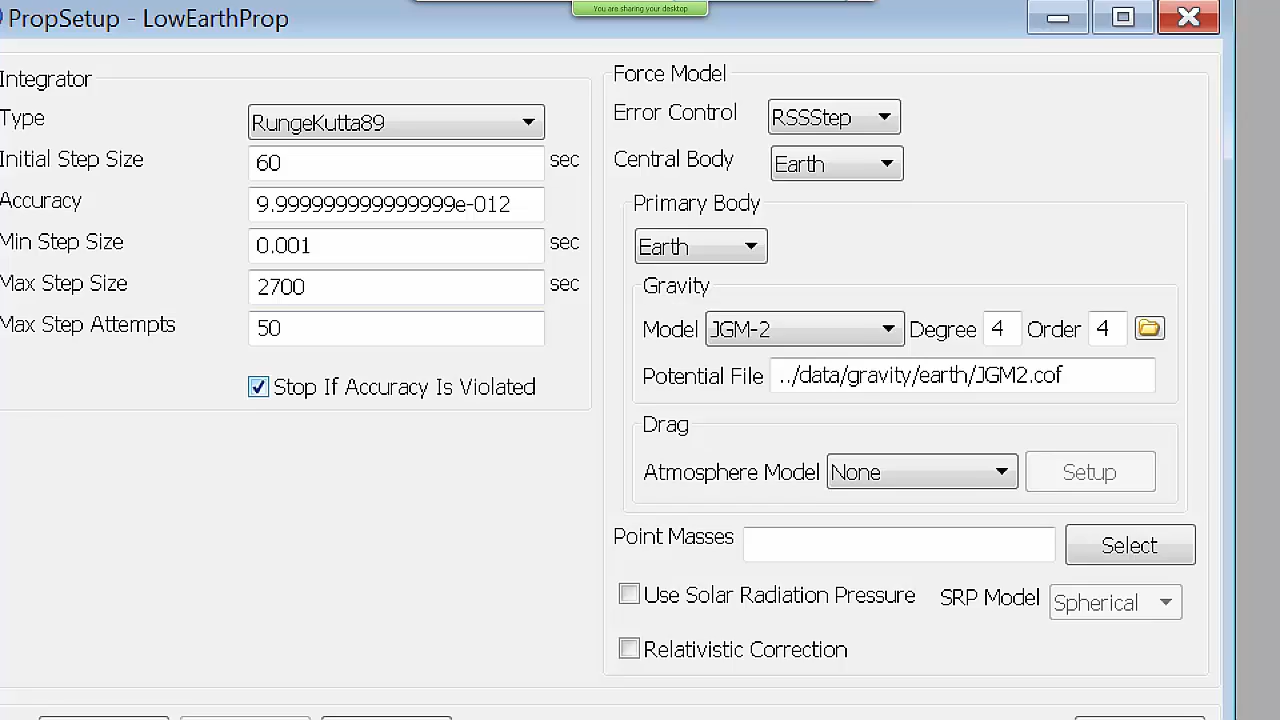 You are sharing your desktop
PropSetup - LowEarthProp
Integrator
Type RungeKutta89
Initial Step Size 60 sec
Accuracy 9.999999999999999e-012
Min Step Size 0.001 sec
Max Step Size 2700 sec
Max Step Attempts 50
Stop If Accuracy Is Violated
Force Model
Error Control RSSStep
Central Body Earth
Primary Body
Earth
Gravity
Model JGM-2 Degree 4 Order 4
Potential File ../data/gravity/earth/JGM2.cof
Drag
Atmosphere Model None Setup
Point Masses Select
Use Solar Radiation Pressure SRP Model Spherical
Relativistic Correction